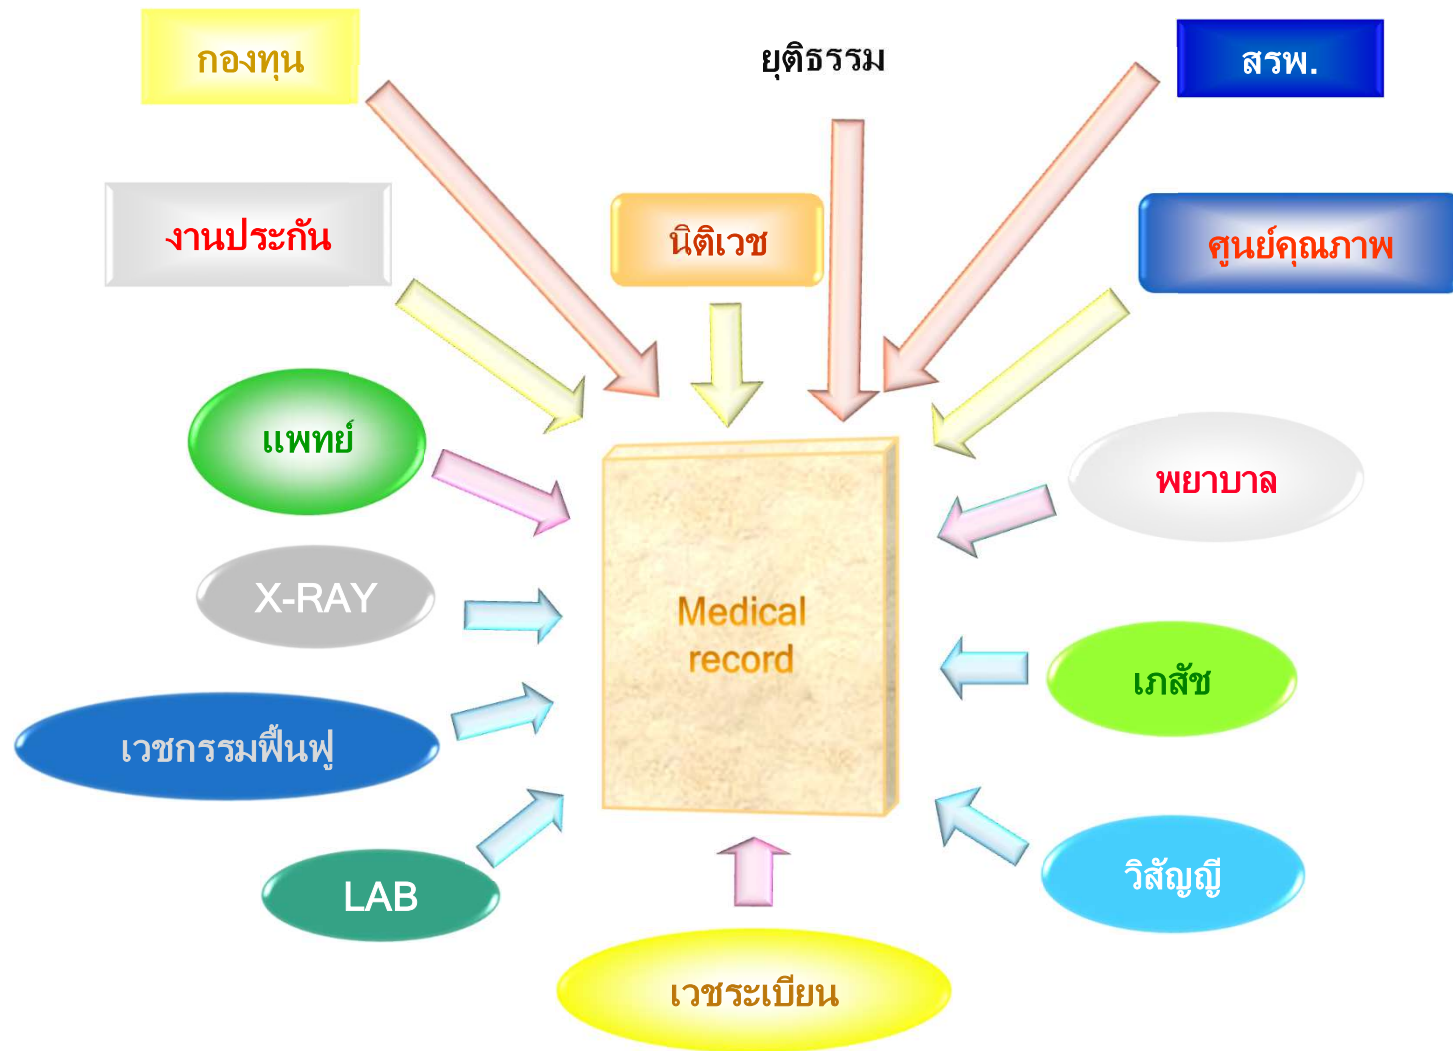 กองทุน
ยุติธรรม
สรพ.
งานประกัน
นิติเวช
ศูนย์คุณภาพ
แพทย์
พยาบาล
X-RAY
Medical
record
เภสัช
เวชกรรมฟื้นฟู
วิสัญญี
LAB
เวชระเบียน